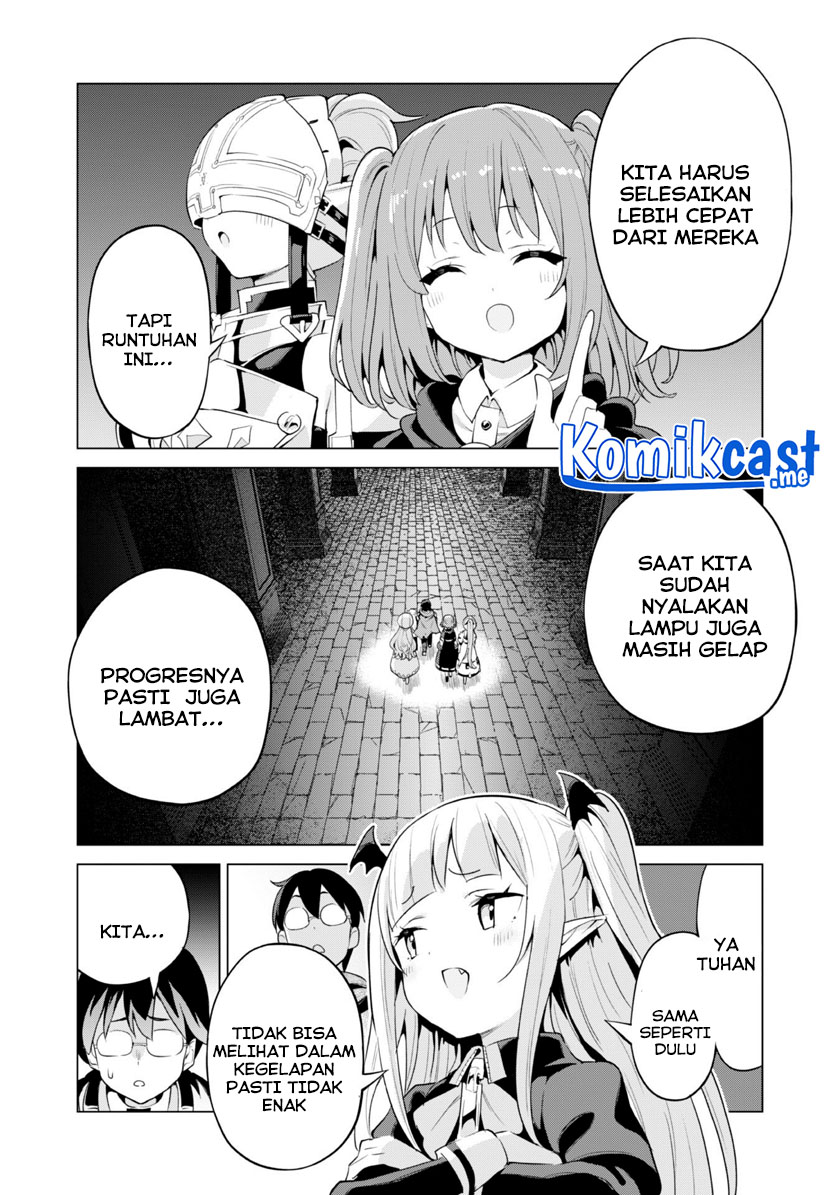 KITA HARUS
SELESAIKAN
LEBIH CEPAT
DARI MEREKA
TAPI
RUNTUHAN
INI...
Komikcast
.me
SAAT KITA
SUDAH
NYALAKAN
LAMPU JUGA
MASIH GELAP
PROGRESNYA
PASTI JUGA
LAMBAT...
YA
TUHAN
SAMA
SEPERTI
DULU
TIDAK BISA
MELIHAT DALAM
KEGELAPAN
PASTI TIDAK
ENAK
KITA...